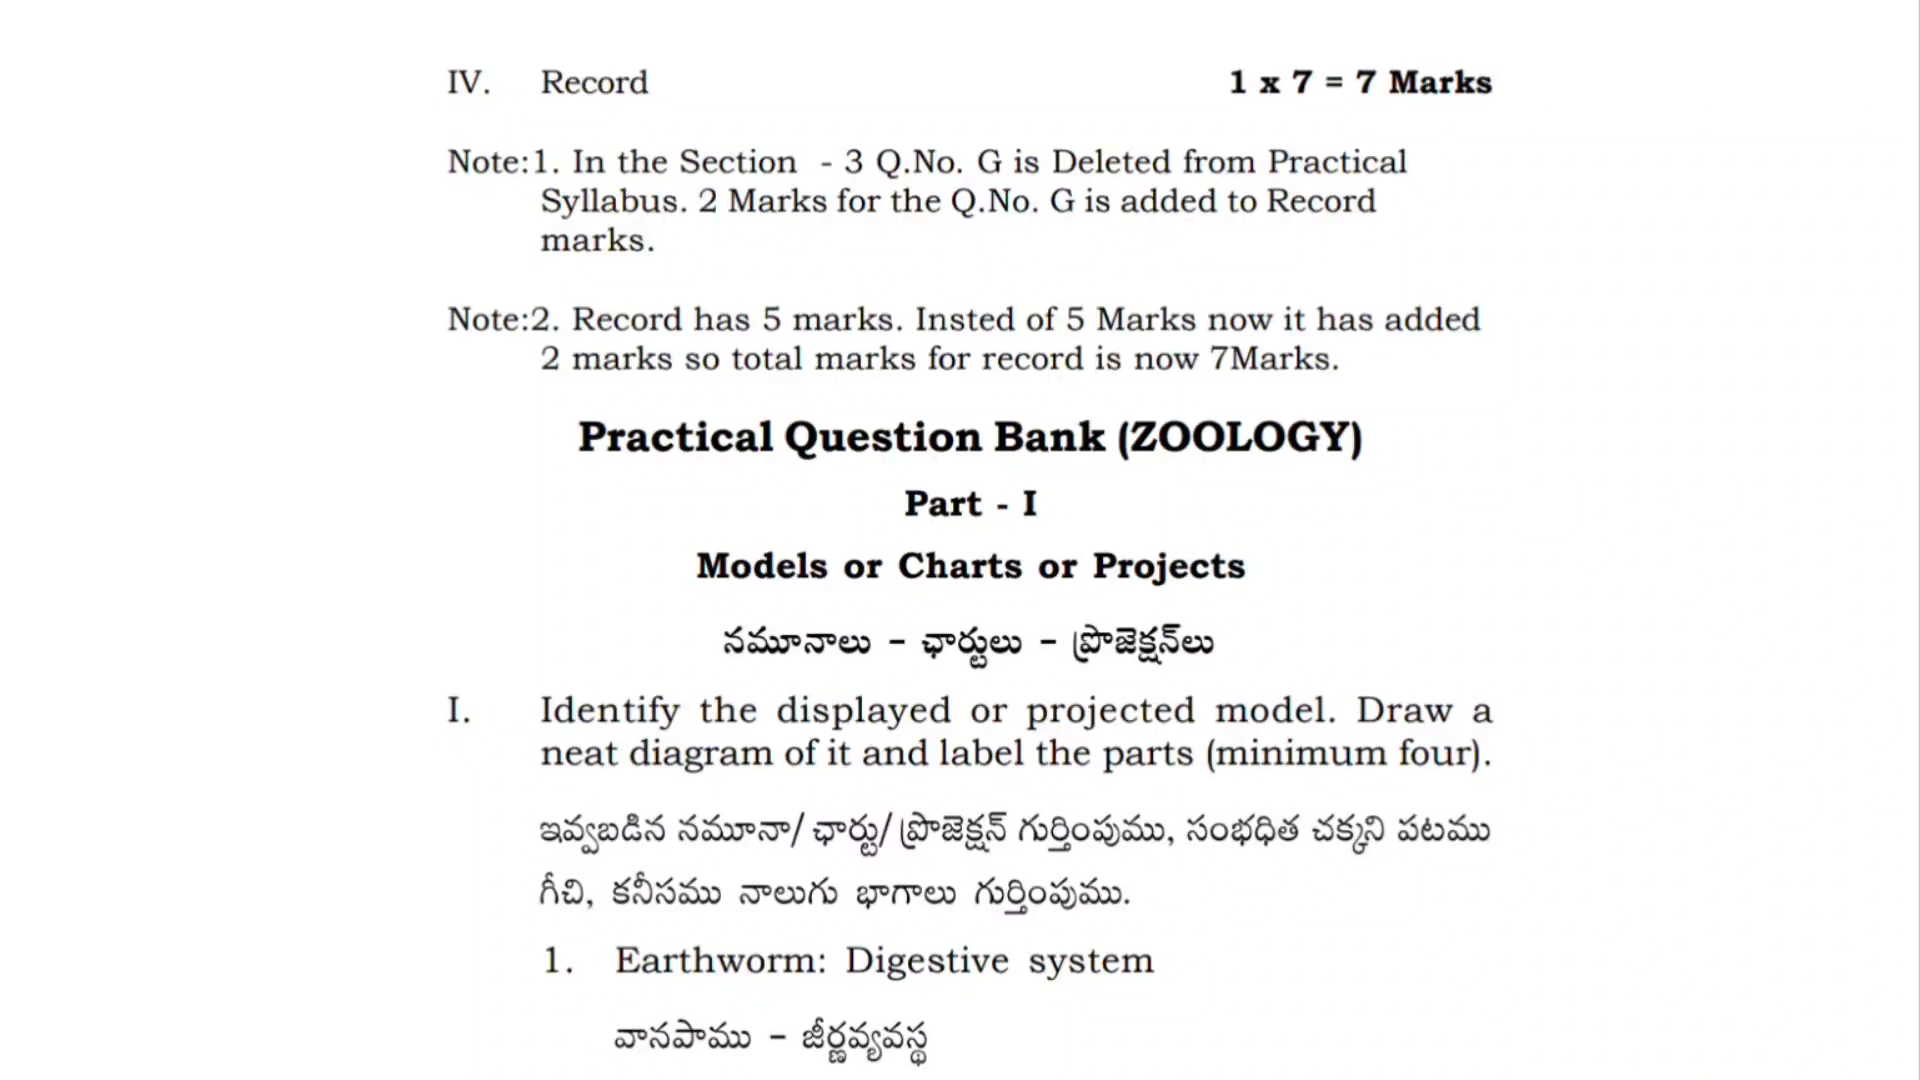 IV. Record 1 x 7 = 7 Marks
Note:1. In the Section - 3 Q.No. G is Deleted from Practical
Syllabus. 2 Marks for the Q.No. G is added to Record
marks.
Note:2. Record has 5 marks. Insted of 5 Marks now it has added
2 marks so total marks for record is now 7Marks.
Practical Question Bank (ZOOLOGY)
Part - I
Models or Charts or Projects
నమూనాలు - ఛార్టులు - ప్రొజెక్షన్‌లు
I. Identify the displayed or projected model. Draw a
neat diagram of it and label the parts (minimum four).
ఇవ్వబడిన నమూనా/ ఛార్టు/ ప్రొజెక్షన్ గుర్తింపుము, సంభధిత చక్కని పటము
గీచి, కనీసము నాలుగు భాగాలు గుర్తింపుము.
1. Earthworm: Digestive system
వానపాము - జీర్ణవ్యవస్థ